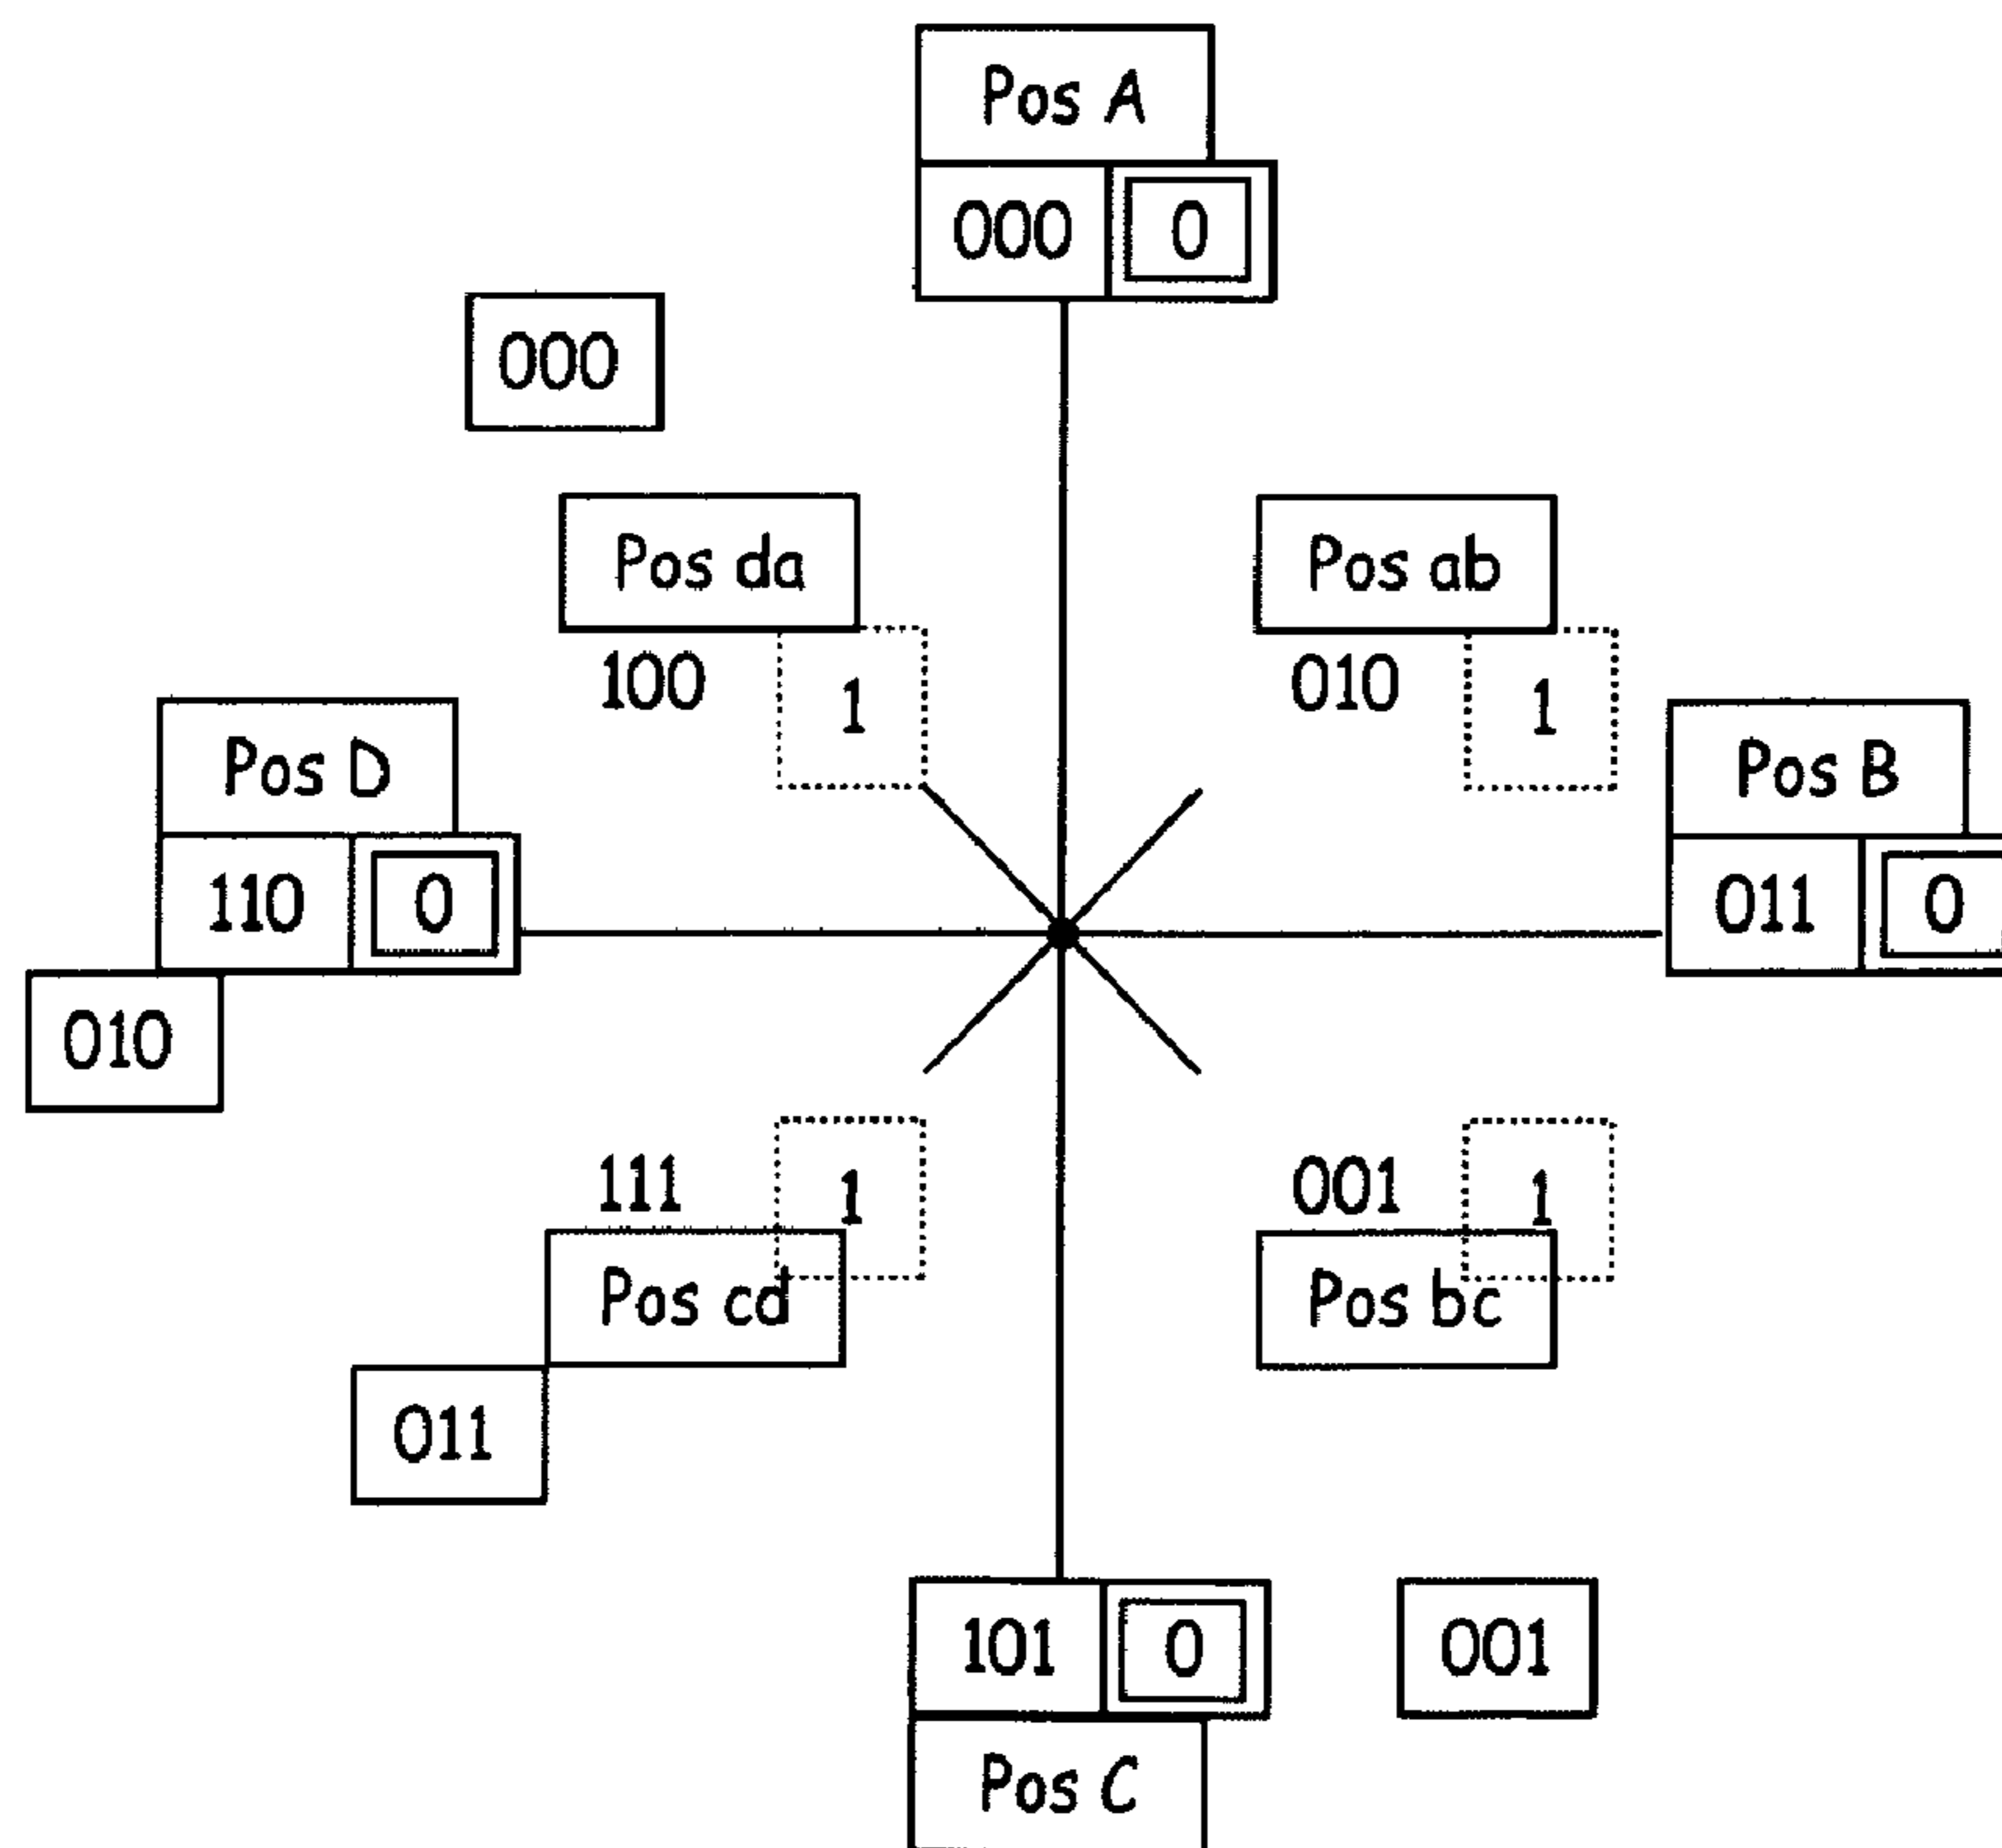 Pos A
000 0
000
Pos da
Pos ab
100 1
010 1
Pos D
Pos B
110 0
011 0
010
111 1
001 1
Pos cd
Pos bc
011
101 0
001
Pos C